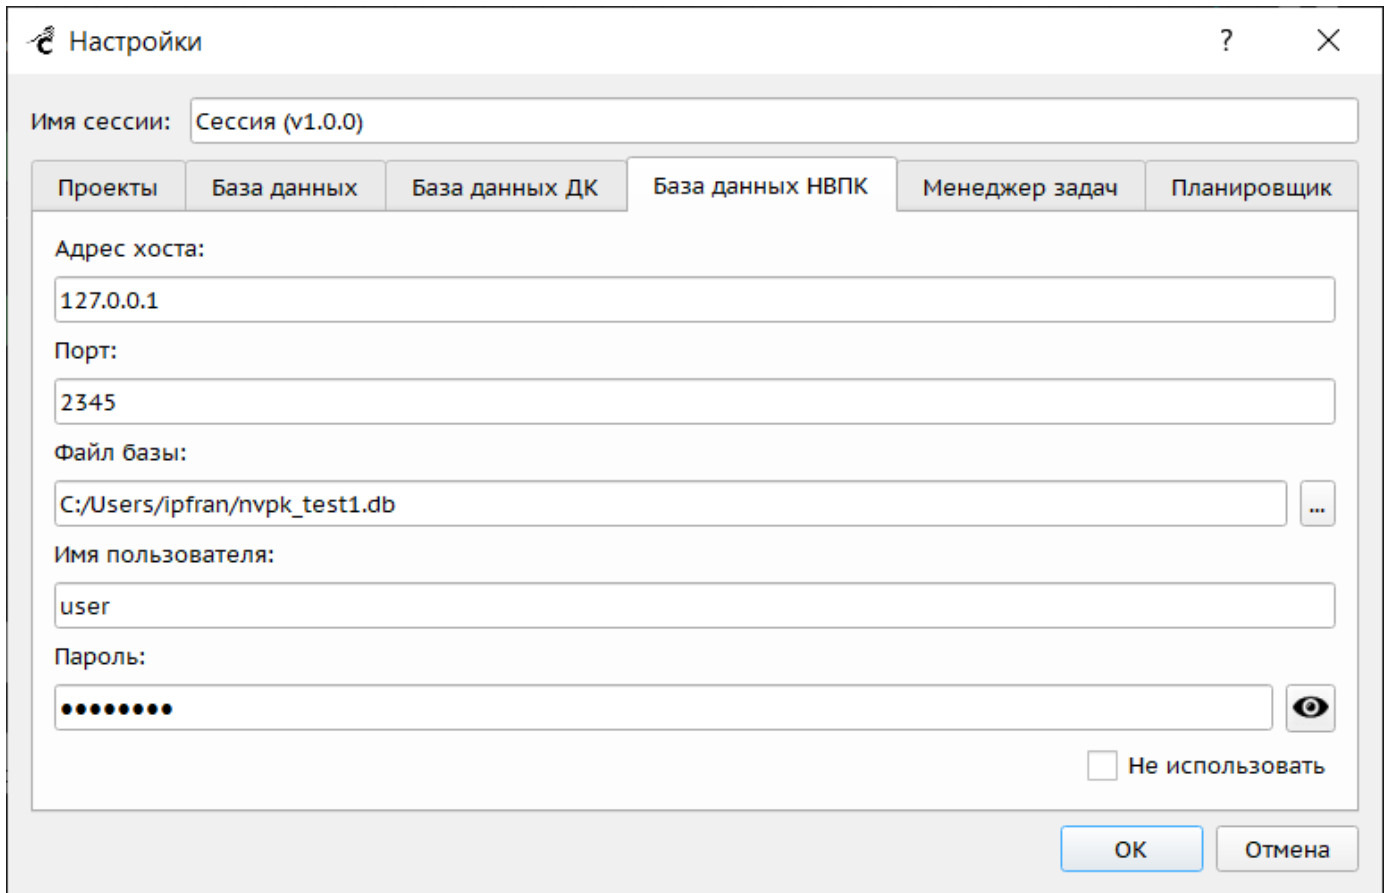 Настройки ?
Имя сессии: Сессия (v1.0.0)
Проекты База данных База данных ДК База данных НВПК Менеджер задач Планировщик
Адрес хоста:
127.0.0.1
Порт:
2345
Файл базы:
C:/Users/ipfran/nvpk_test1.db ...
Имя пользователя:
user
Пароль:
●●●●●●●●
Не использовать
OK Отмена